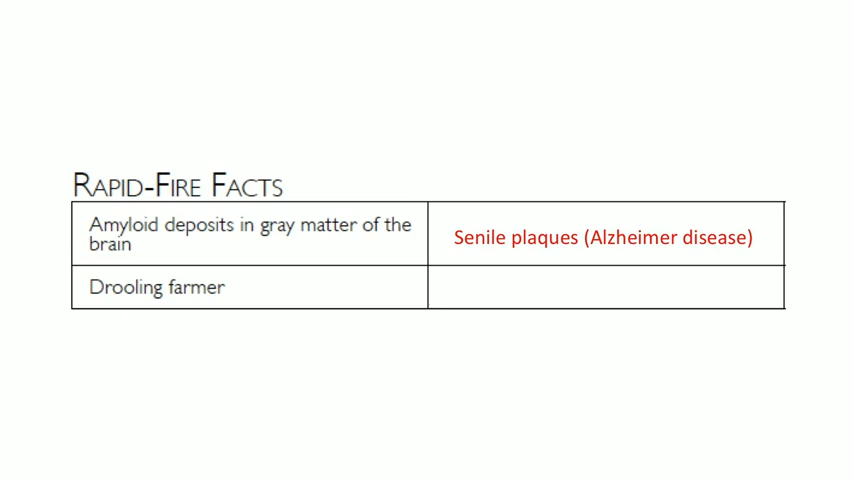 RAPID-FIRE FACTS
Amyloid deposits in gray matter of the
brain
Senile plaques (Alzheimer disease)
Drooling farmer